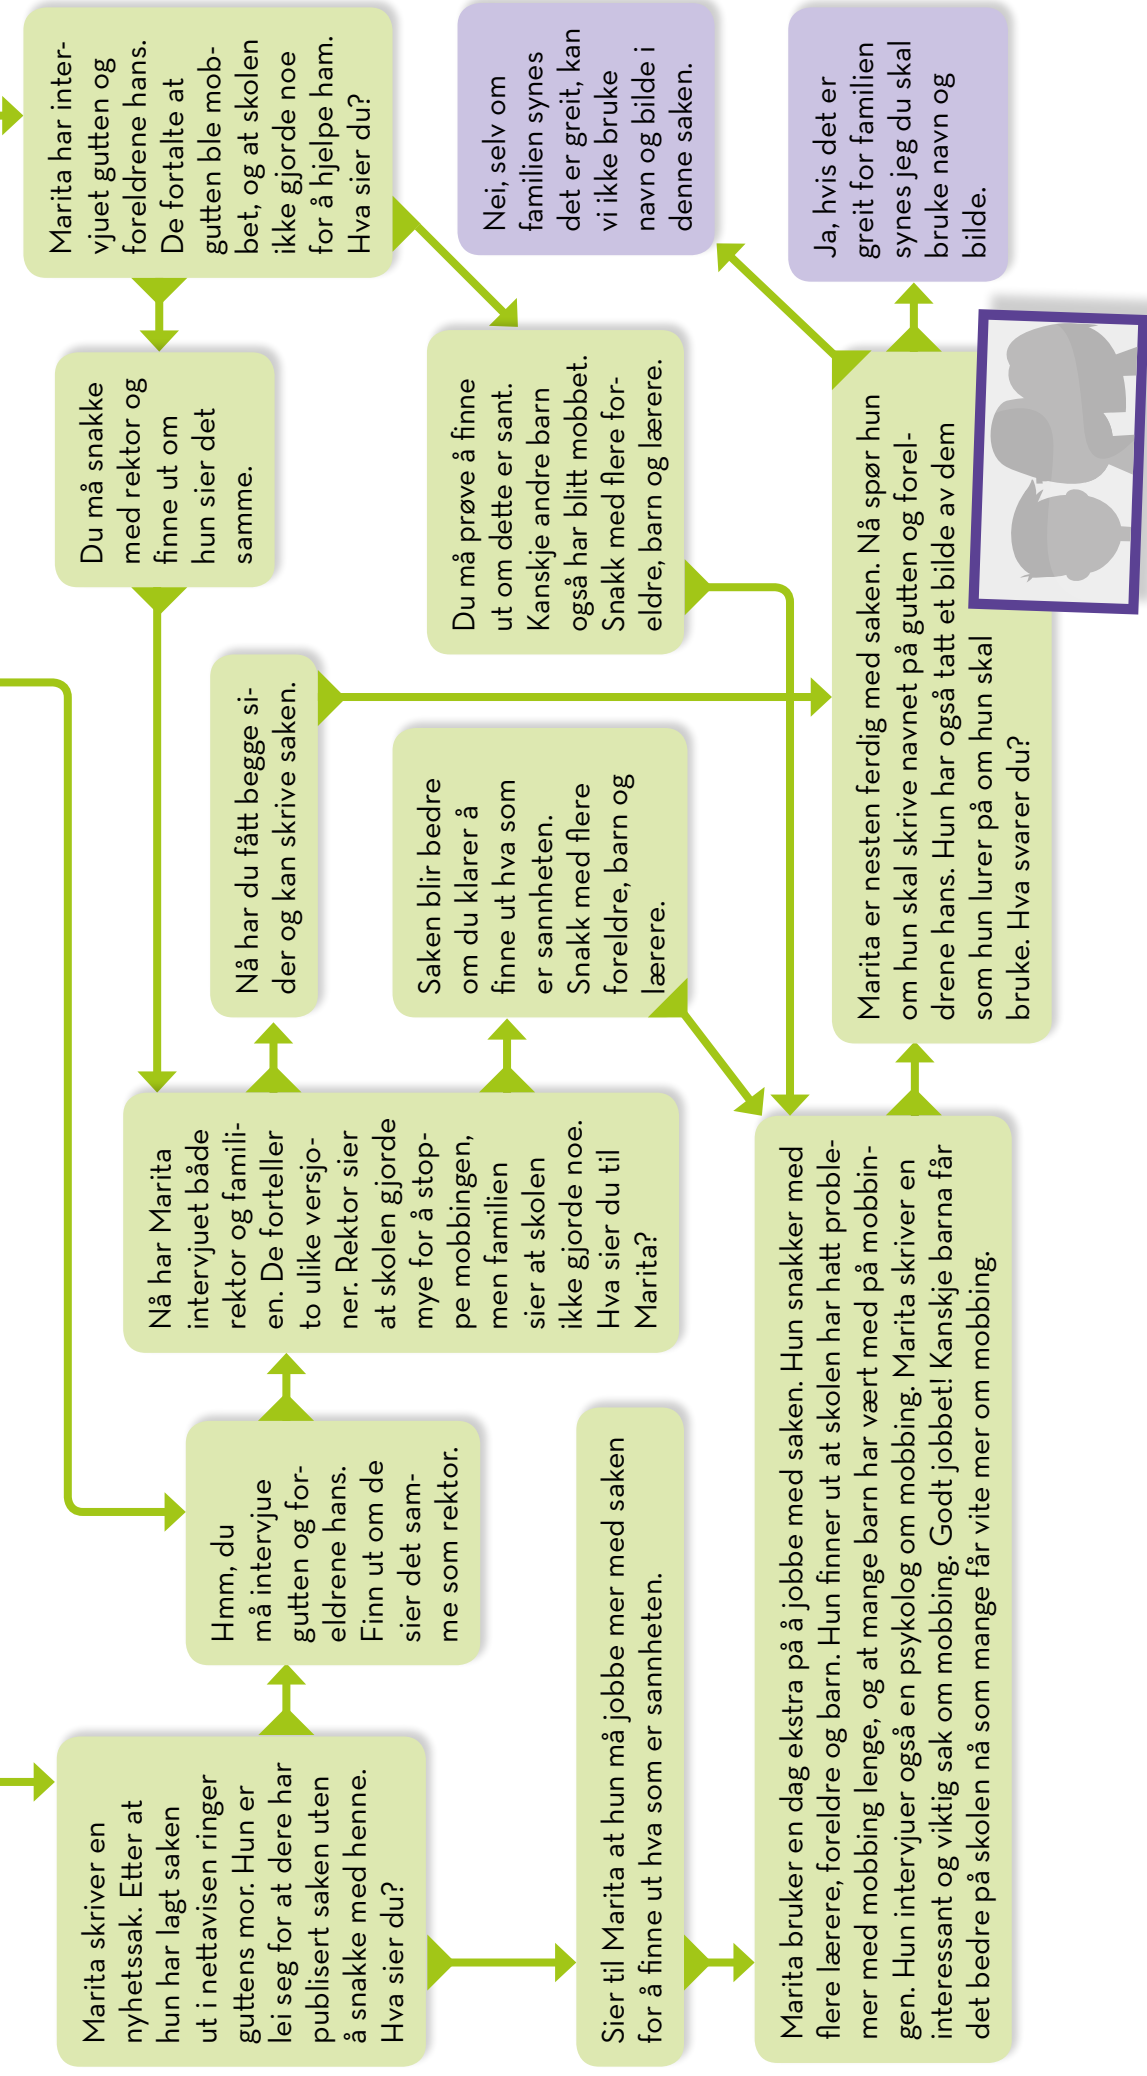 Marita skriver en
nyhetssak. Etter at
hun har lagt saken
ut i nettavisen ringer
guttens mor. Hun er
lei seg for at dere har
publisert saken uten
å snakke med henne.
Hva sier du?
Hmm, du
må intervjue
gutten og for-
eldrene hans.
Finn ut om de
sier det sam-
me som rektor.
Sier til Marita at hun må jobbe mer med saken
for å finne ut hva som er sannheten.
Nå har Marita
intervjuet både
rektor og famili-
en. De forteller
to ulike versjo-
ner. Rektor sier
at skolen gjorde
mye for å stop-
pe mobbingen,
men familien
sier at skolen
ikke gjorde noe.
Hva sier du til
Marita?
Nå har du fått begge si-
der og kan skrive saken.
Saken blir bedre
om du klarer å
finne ut hva som
er sannheten.
Snakk med flere
foreldre, barn og
lærere.
Du må snakke
med rektor og
finne ut om
hun sier det
samme.
Marita har inter-
vjuet gutten og
foreldrene hans.
De fortalte at
gutten ble mob-
bet, og at skolen
ikke gjorde noe
for å hjelpe ham.
Hva sier du?
Du må prøve å finne
ut om dette er sant.
Kanskje andre barn
også har blitt mobbet.
Snakk med flere for-
eldre, barn og lærere.
Marita bruker en dag ekstra på å jobbe med saken. Hun snakker med
flere lærere, foreldre og barn. Hun finner ut at skolen har hatt proble-
mer med mobbing lenge, og at mange barn har vært med på mobbin-
gen. Hun intervjuer også en psykolog om mobbing. Marita skriver en
interessant og viktig sak om mobbing. Godt jobbet! Kanskje barna får
det bedre på skolen nå som mange får vite mer om mobbing.
Marita er nesten ferdig med saken. Nå spør hun
om hun skal skrive navnet på gutten og forel-
drene hans. Hun har også tatt et bilde av dem
som hun lurer på om hun skal
bruke. Hva svarer du?
Nei, selv om
familien synes
det er greit, kan
vi ikke bruke
navn og bilde i
denne saken.
Ja, hvis det er
greit for familien
synes jeg du skal
bruke navn og
bilde.